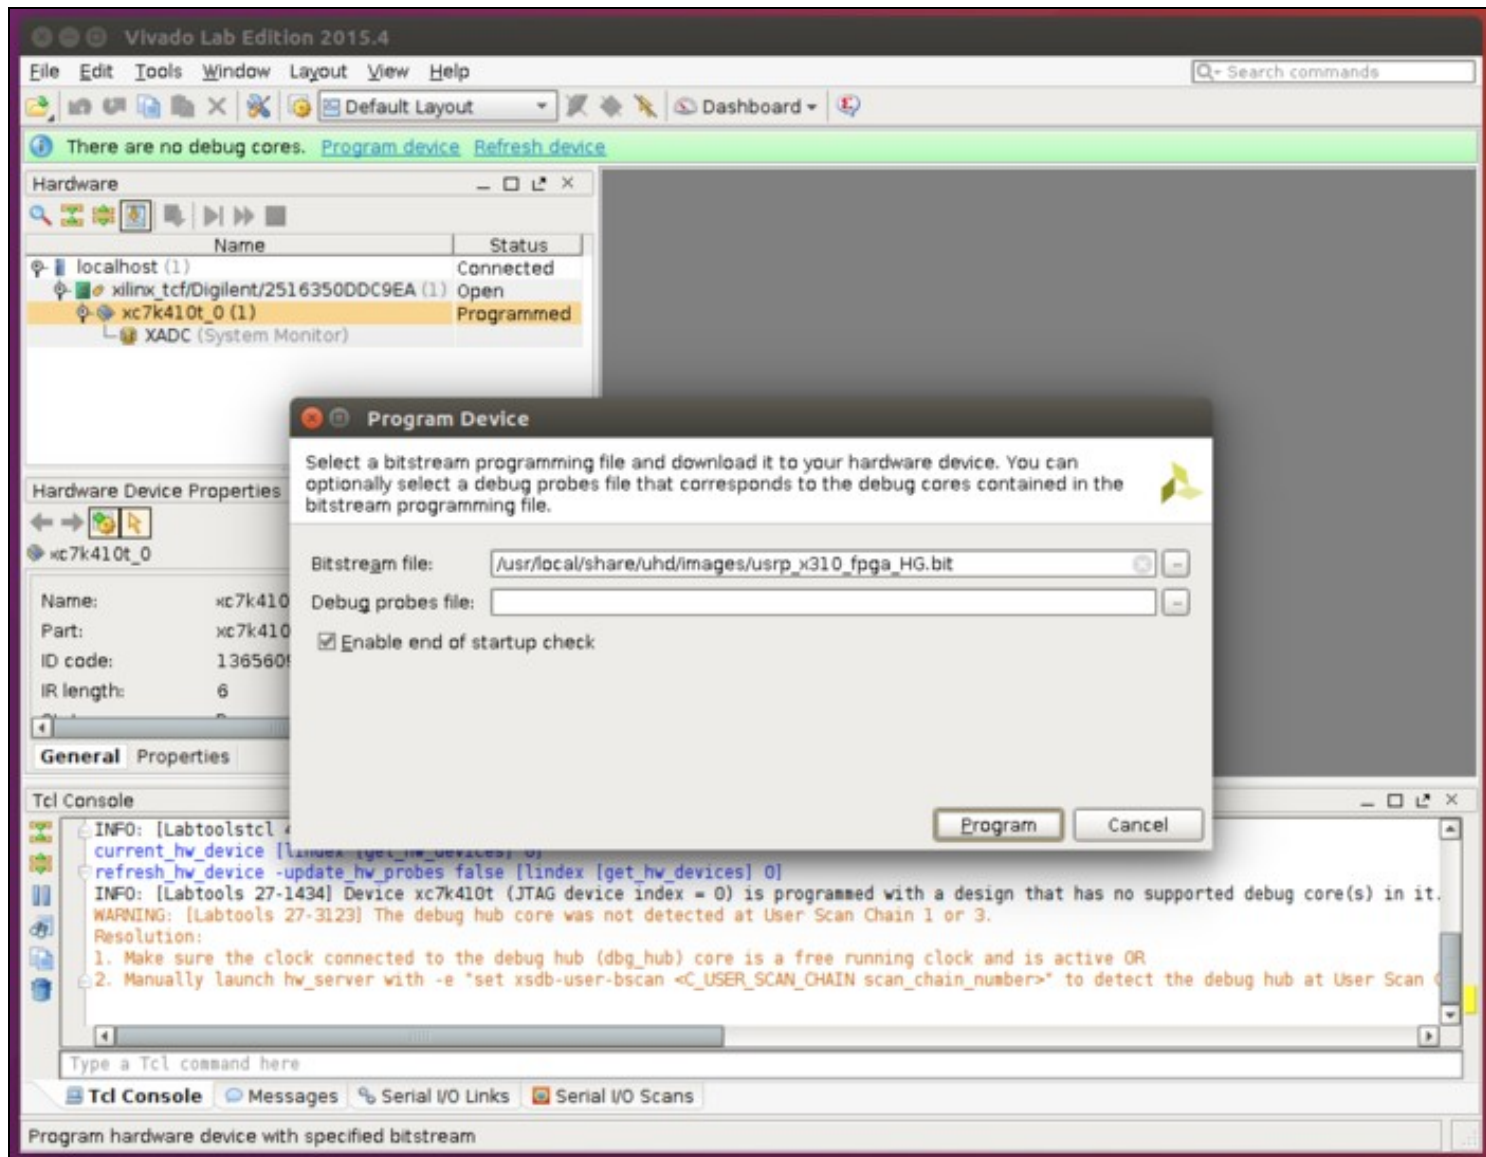 Vivado Lab Edition 2015.4
File Edit Tools Window Layout View Help
Search commands
Default Layout
Dashboard
There are no debug cores. Program device Refresh device
Hardware
Name Status
localhost (1) Connected
xilinx_tcf/Digilent/2516350DDC9EA (1) Open
xc7k410t_0 (1) Programmed
XADC (System Monitor)
Program Device
Select a bitstream programming file and download it to your hardware device. You can
optionally select a debug probes file that corresponds to the debug cores contained in the
bitstream programming file.
Bitstream file: /usr/local/share/uhd/images/usrp_x310_fpga_HG.bit
Debug probes file:
Enable end of startup check
Program Cancel
Hardware Device Properties
xc7k410t_0
Name: xc7k410
Part: xc7k410
ID code: 1365609
IR length: 6
General Properties
Tcl Console
INFO: [Labtoolstcl
current_hw_device [lindex [get_hw_devices] 0]
refresh_hw_device -update_hw_probes false [lindex [get_hw_devices] 0]
INFO: [Labtools 27-1434] Device xc7k410t (JTAG device index = 0) is programmed with a design that has no supported debug core(s) in it.
WARNING: [Labtools 27-3123] The debug hub core was not detected at User Scan Chain 1 or 3.
Resolution:
1. Make sure the clock connected to the debug hub (dbg_hub) core is a free running clock and is active OR
2. Manually launch hw_server with -e "set xsdb-user-bscan <C_USER_SCAN_CHAIN scan_chain_number>" to detect the debug hub at User Scan
Type a Tcl command here
Tcl Console Messages Serial I/O Links Serial I/O Scans
Program hardware device with specified bitstream